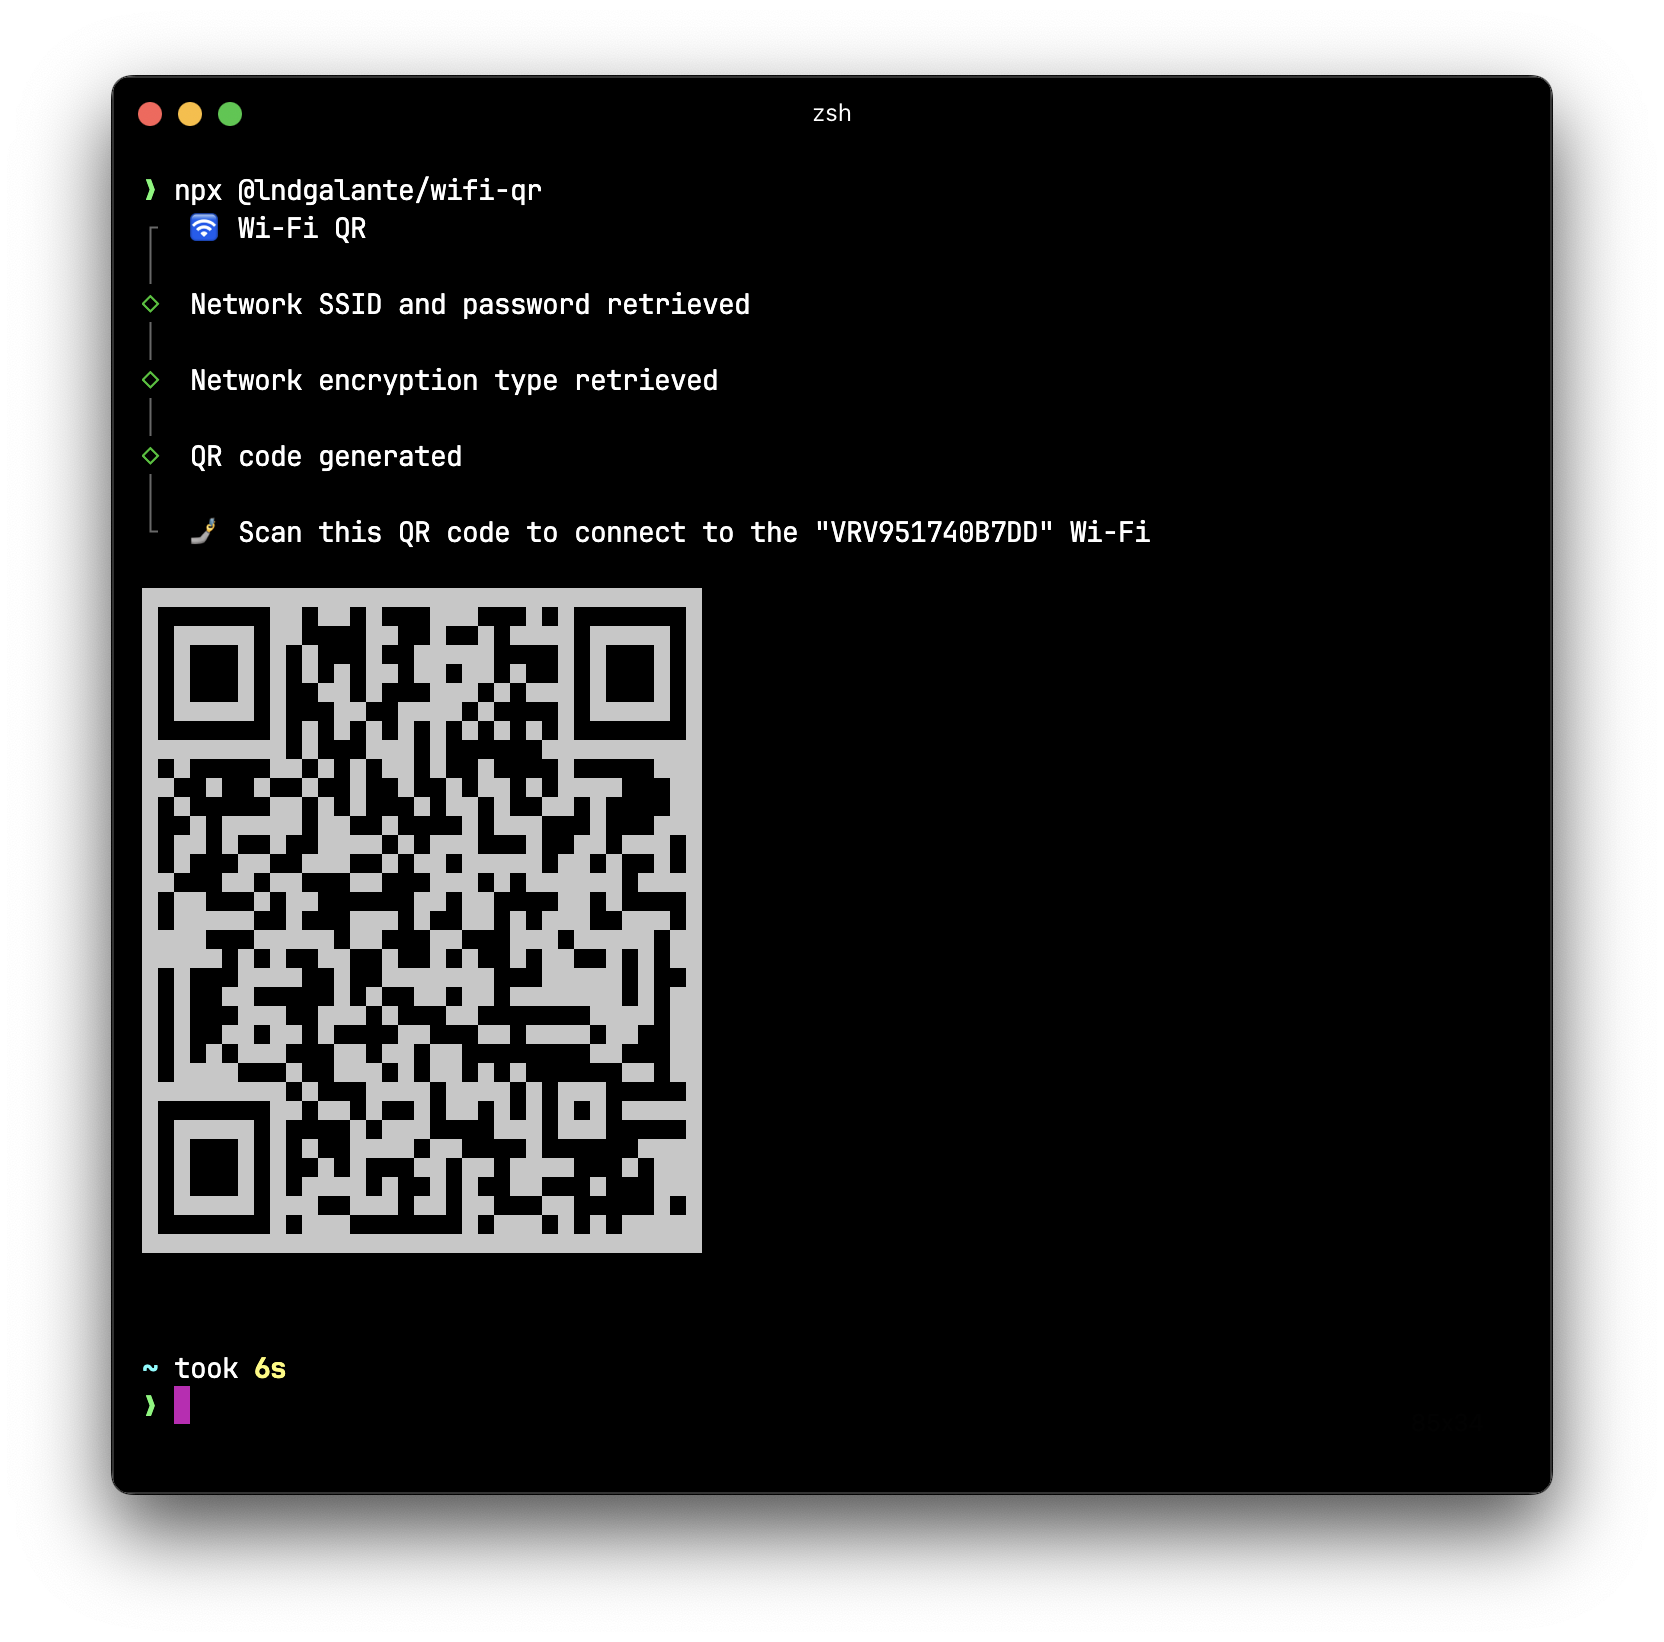 zsh
❯ npx @lndgalante/wifi-qr
🛜 Wi-Fi QR
Network SSID and password retrieved
Network encryption type retrieved
QR code generated
🤳 Scan this QR code to connect to the "VRV951740B7DD" Wi-Fi
~ took 6s
❯